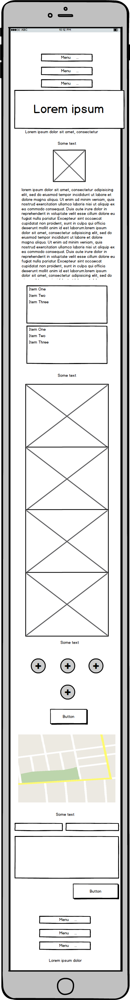 ABC 10:12 PM
Menu ...
Menu ...
Menu ...
Lorem ipsum
Lorem ipsum dolor sit amet, consectetur
Some text
lorem ipsum dolor sit amet, consectetur adipisicing
elit, sed do eiusmod tempor incididunt ut labore et
dolore magna aliqua. Ut enim ad minim veniam, quis
nostrud exercitation ullamco laboris nisi ut aliquip ex
ea commodo consequat. Duis aute irure dolor in
reprehenderit in voluptate velit esse cillum dolore eu
fugiat nulla pariatur. Excepteur sint occaecat
cupidatat non proident, sunt in culpa qui officia
deserunt mollit anim id est laborum.lorem ipsum
dolor sit amet, consectetur adipisicing elit, sed do
eiusmod tempor incididunt ut labore et dolore
magna aliqua. Ut enim ad minim veniam, quis
nostrud exercitation ullamco laboris nisi ut aliquip ex
ea commodo consequat. Duis aute irure dolor in
reprehenderit in voluptate velit esse cillum dolore eu
fugiat nulla pariatur. Excepteur sint occaecat
cupidatat non proident, sunt in culpa qui officia
deserunt mollit anim id est laborum.lorem ipsum
dolor sit amet, consectetur adipisicing elit, sed do
Item One
Item Two
Item Three
Item One
Item Two
Item Three
Some text
Some text
Button
Some text
Button
Menu ...
Menu ...
Menu ...
Lorem ipsum dolor